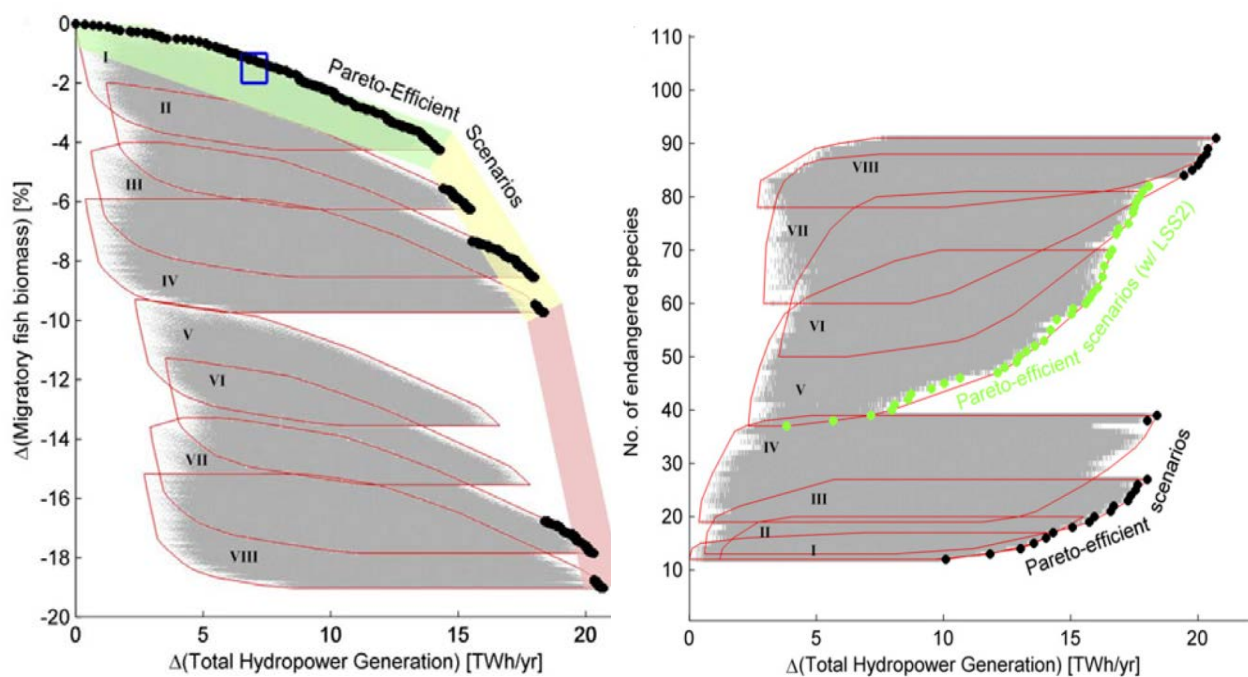 0
-2
-4
-6
-8
-10
-12
-14
-16
-18
-20
Δ(Migratory fish biomass) [%]
I
II
III
IV
V
VI
VII
VIII
Pareto-Efficient
Scenarios
0
5
10
15
20
Δ(Total Hydropower Generation) [TWh/yr]
110
100
90
80
70
60
50
40
30
20
10
No. of endangered species
VIII
VII
VI
V
IV
III
II
I
Pareto-efficient scenarios (w/ LSS2)
Pareto-efficient scenarios
0
5
10
15
20
Δ(Total Hydropower Generation) [TWh/yr]